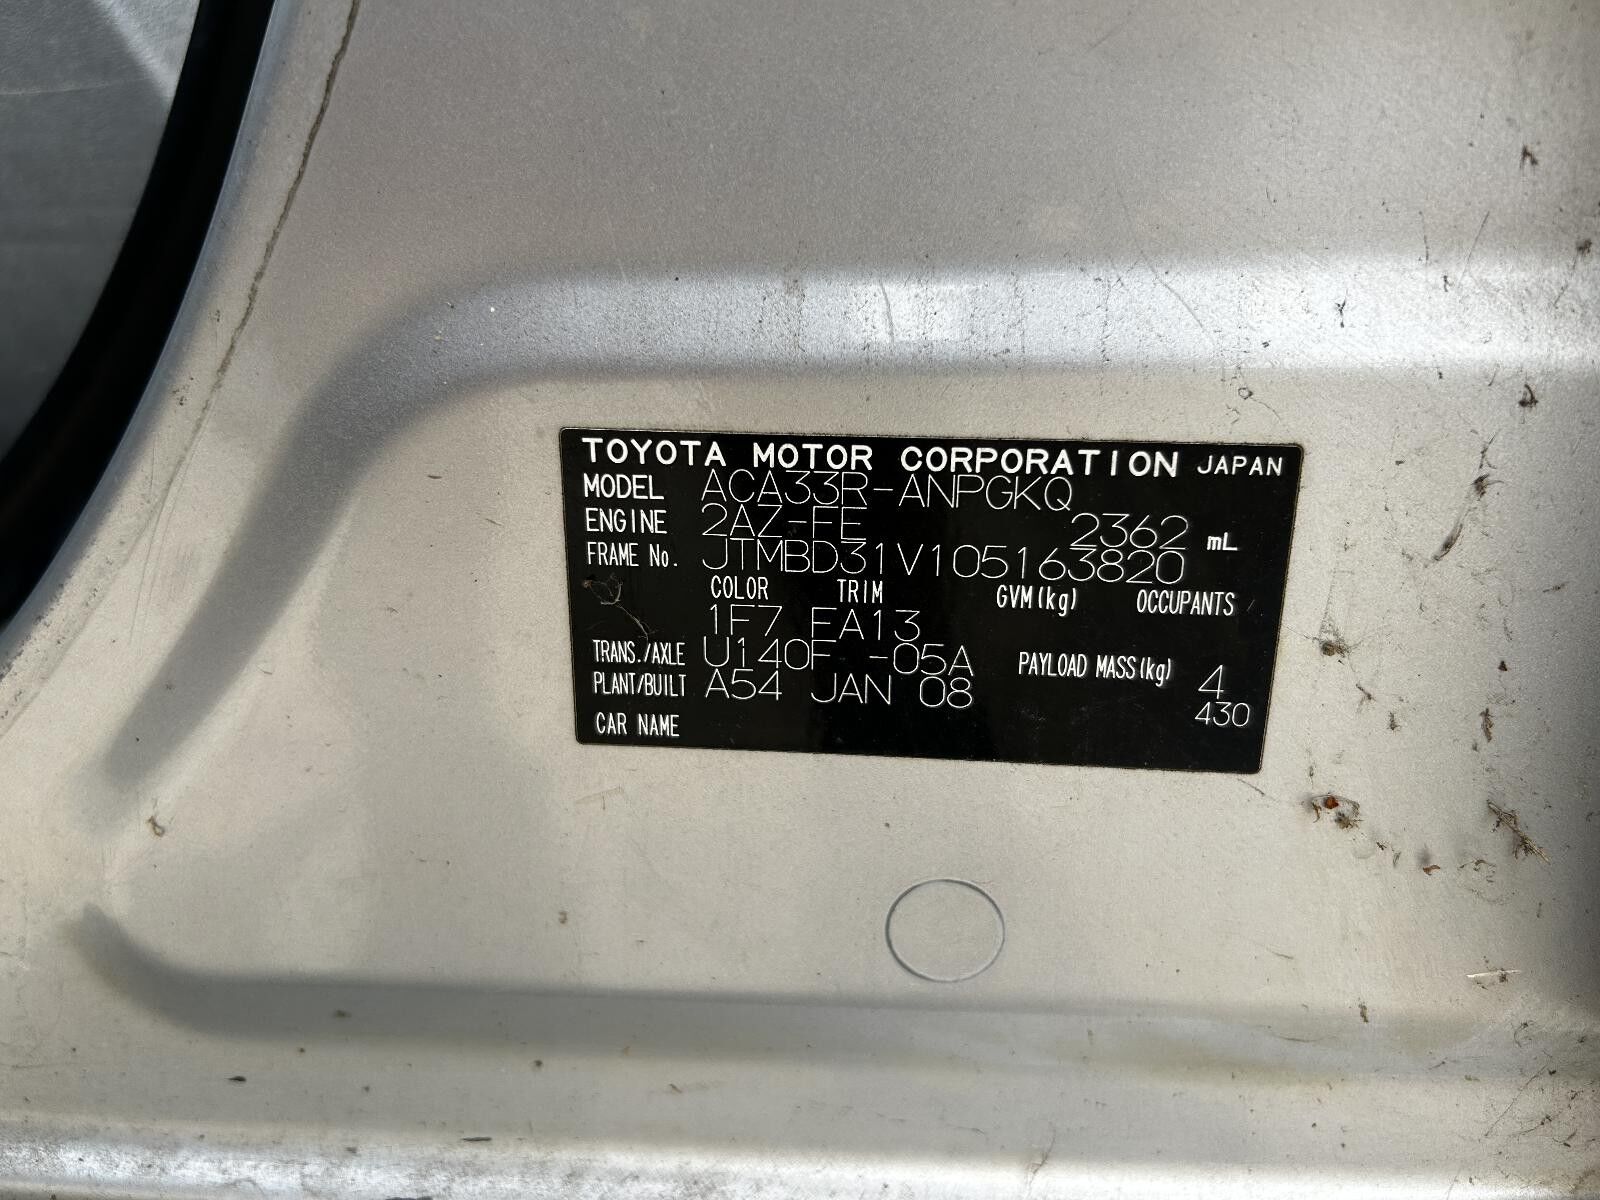 TOYOTA MOTOR CORPORATION JAPAN
MODEL ACA33R-ANPGKQ
ENGINE 2AZ-FE 2362 mL
FRAME No. JTMBD31V105163820
COLOR TRIM GVM(kg) OCCUPANTS
1F7 FA13
TRANS./AXLE U140F -05A PAYLOAD MASS(kg) 4
PLANT/BUILT A54 JAN 08 430
CAR NAME